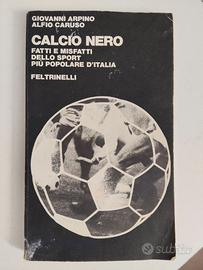 GIOVANNI ARPINO
ALFIO CARUSO
CALCIO NERO
FATTI E MISFATTI
DELLO SPORT
PIÙ POPOLARE D'ITALIA
FELTRINELLI
subito